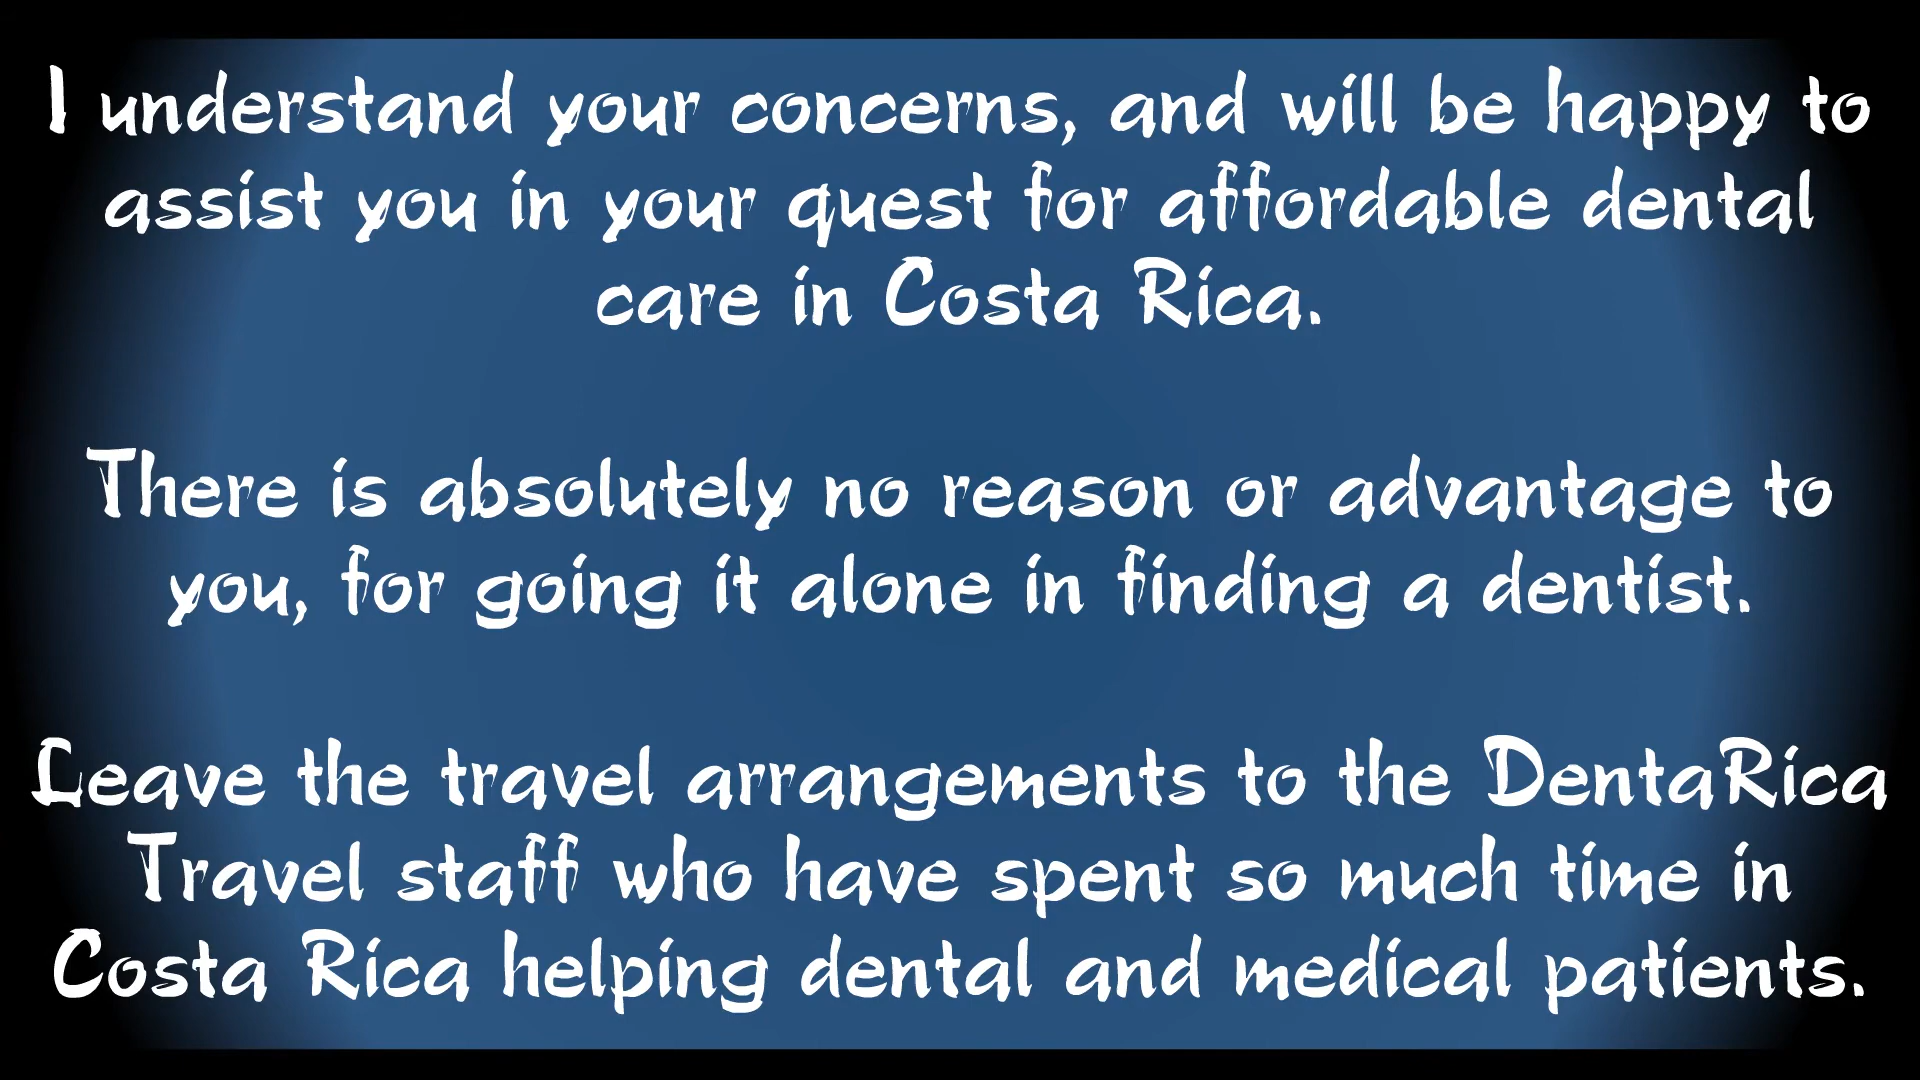 I understand your concerns, and will be happy to
assist you in your quest for affordable dental
care in Costa Rica.
There is absolutely no reason or advantage to
you, for going it alone in finding a dentist.
Leave the travel arrangements to the DentaRica
Travel staff who have spent so much time in
Costa Rica helping dental and medical patients.